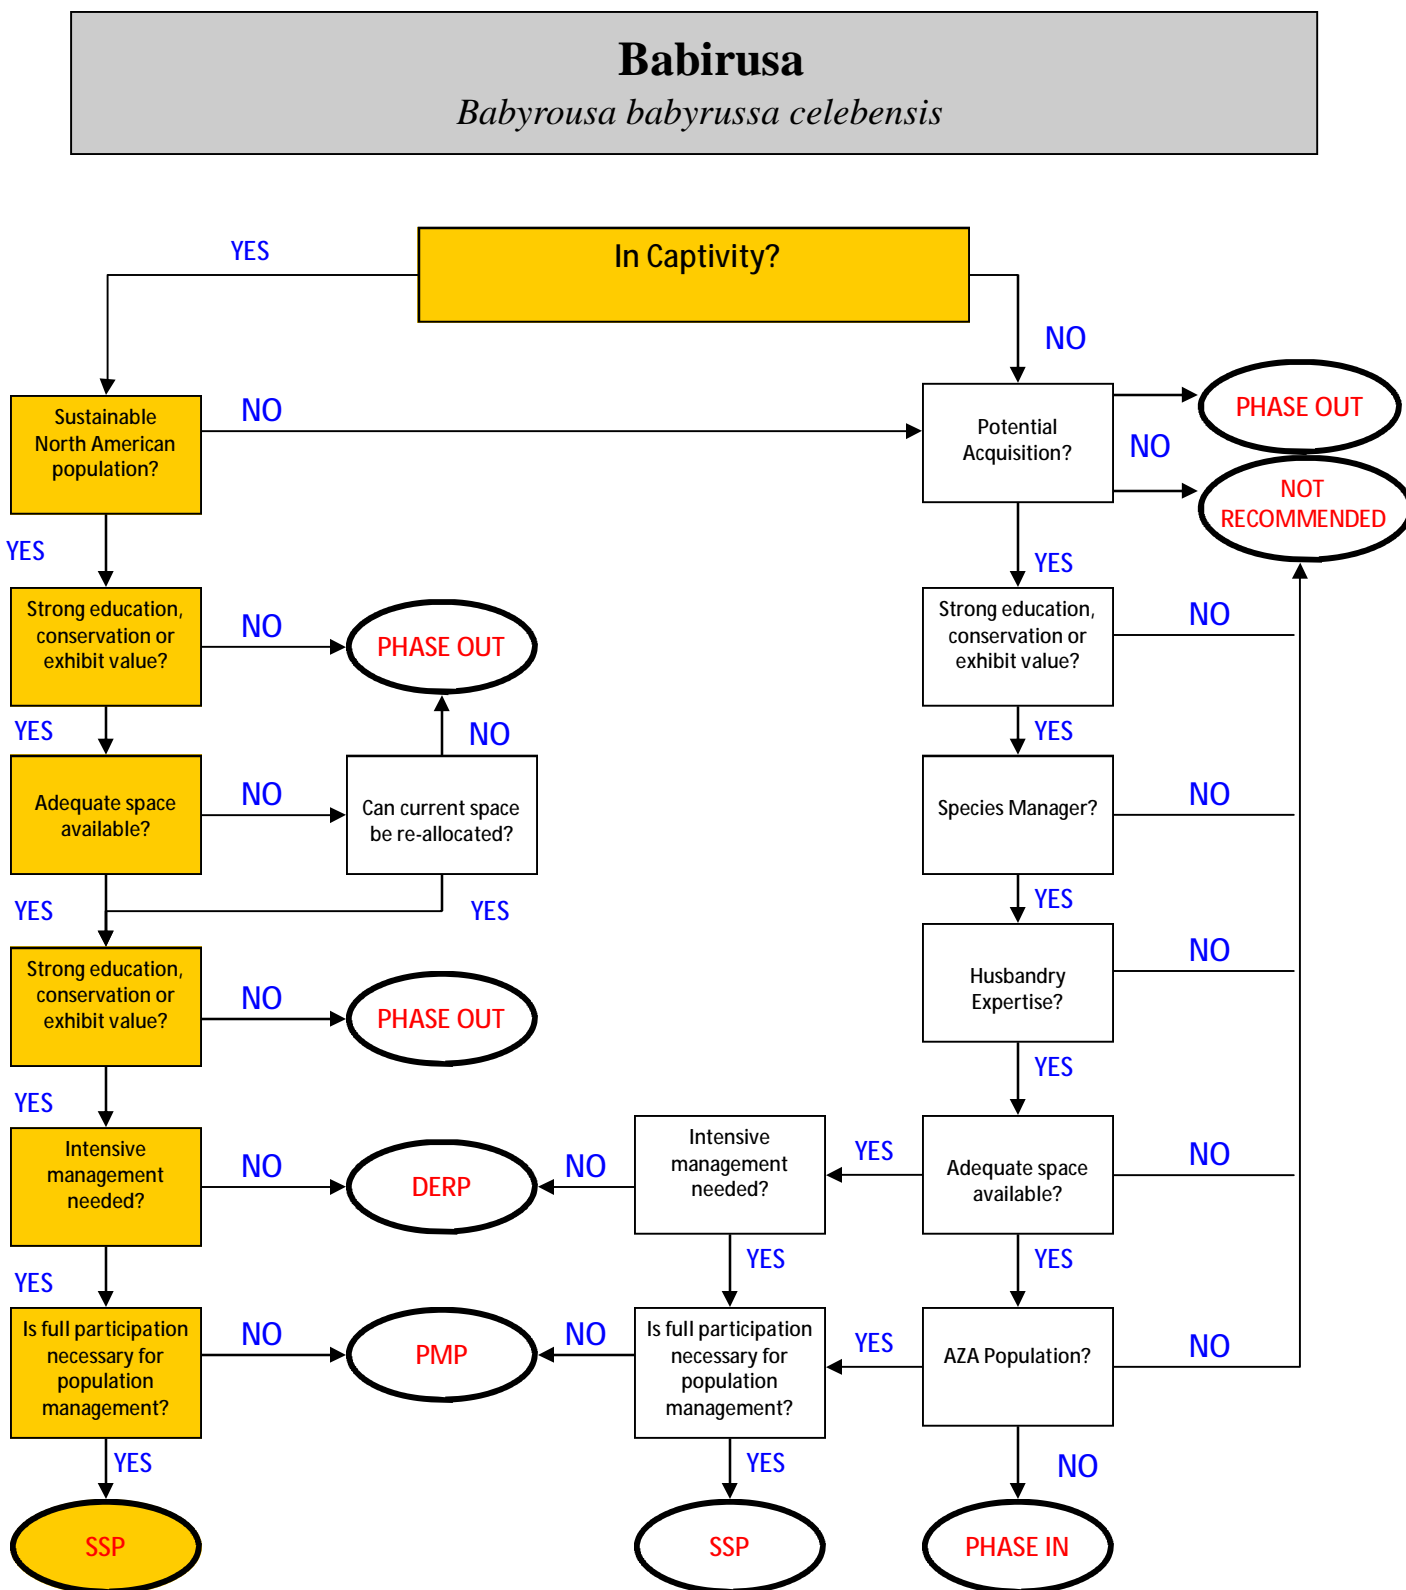 Babirusa
Babyrousa babyrussa celebensis
YES
In Captivity?
NO
Sustainable
North American
population?
NO
Potential
Acquisition?
PHASE OUT
NO
NOT
RECOMMENDED
YES
YES
Strong education,
conservation or
exhibit value?
NO
PHASE OUT
Strong education,
conservation or
exhibit value?
NO
YES
NO
YES
Adequate space
available?
NO
Can current space
be re-allocated?
Species Manager?
NO
YES
YES
YES
Strong education,
conservation or
exhibit value?
NO
PHASE OUT
Husbandry
Expertise?
NO
YES
YES
Intensive
management
needed?
NO
DERP
NO
Intensive
management
needed?
YES
Adequate space
available?
NO
YES
YES
YES
Is full participation
necessary for
population
management?
NO
PMP
NO
Is full participation
necessary for
population
management?
YES
AZA Population?
NO
YES
YES
NO
SSP
SSP
PHASE IN